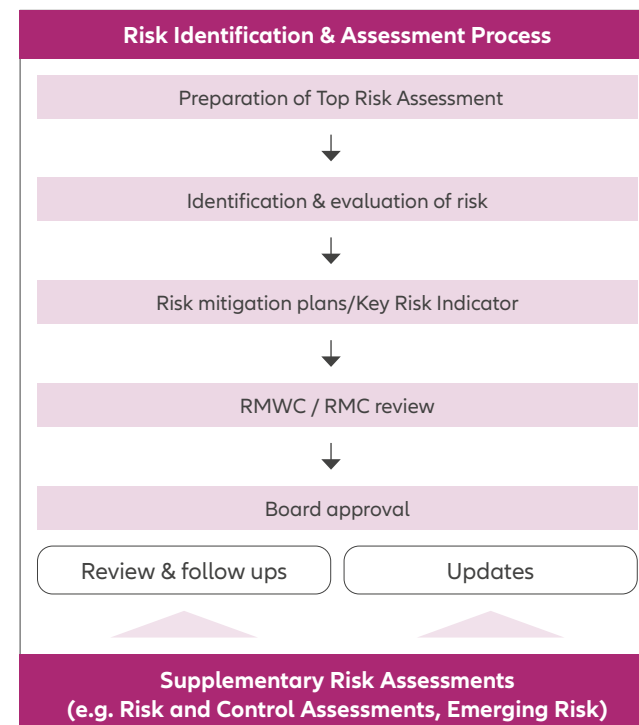 Risk Identification & Assessment Process
Preparation of Top Risk Assessment
Identification & evaluation of risk
Risk mitigation plans/Key Risk Indicator
RMWC / RMC review
Board approval
Review & follow ups
Updates
Supplementary Risk Assessments
(e.g. Risk and Control Assessments, Emerging Risk)